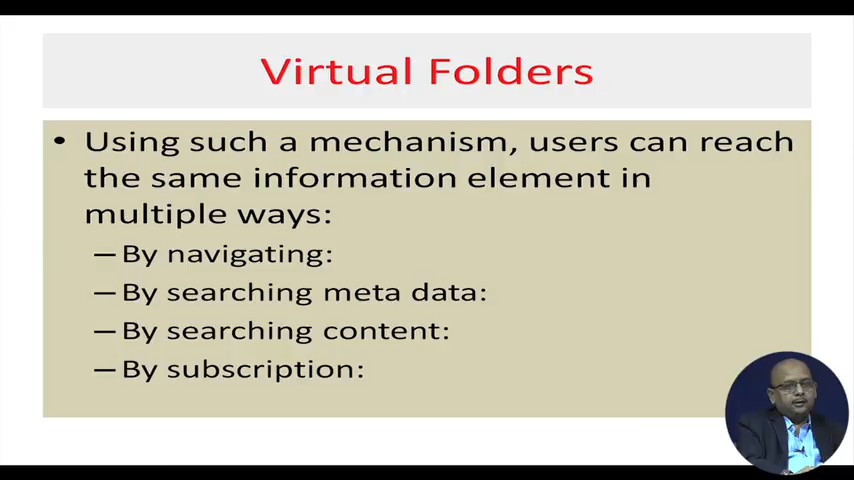 Virtual Folders
• Using such a mechanism, users can reach
the same information element in
multiple ways:
– By navigating:
– By searching meta data:
– By searching content:
– By subscription: